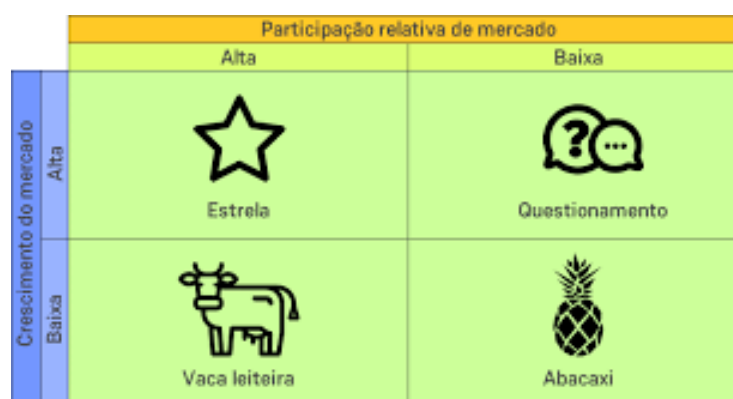 Participação relativa de mercado
Alta
Baixa
Crescimento do mercado
Alta
?
...
Estrela
Questionamento
Baixa
Vaca leiteira
Abacaxi